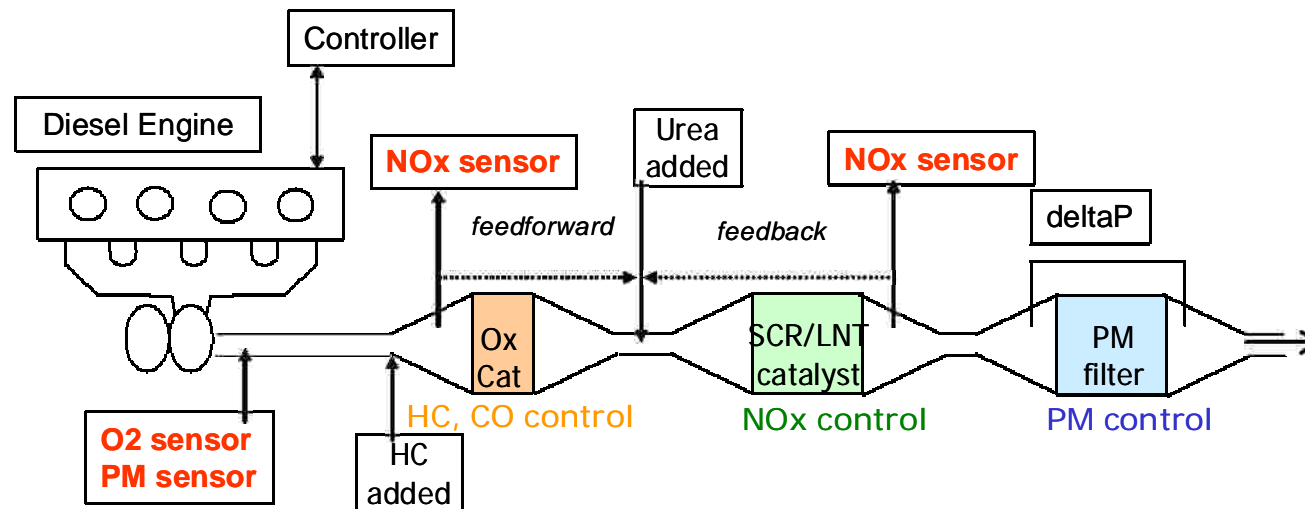 Controller
Diesel Engine
NOx sensor
Urea
added
NOx sensor
deltaP
feedforward
feedback
Ox
Cat
SCR/LNT
catalyst
PM
filter
HC, CO control
NOx control
PM control
O2 sensor
PM sensor
HC
added